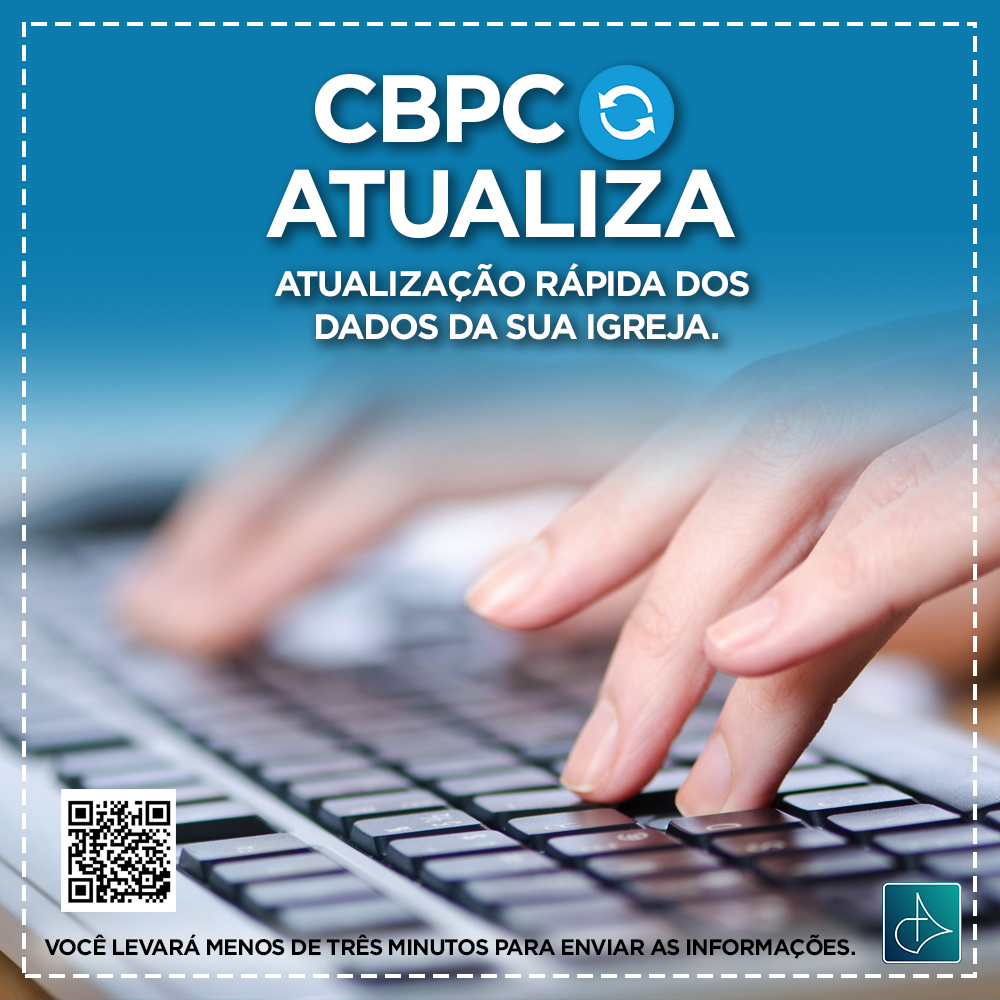 CBPC
ATUALIZA
ATUALIZAÇÃO RÁPIDA DOS
DADOS DA SUA IGREJA.
VOCÊ LEVARÁ MENOS DE TRÊS MINUTOS PARA ENVIAR AS INFORMAÇÕES.